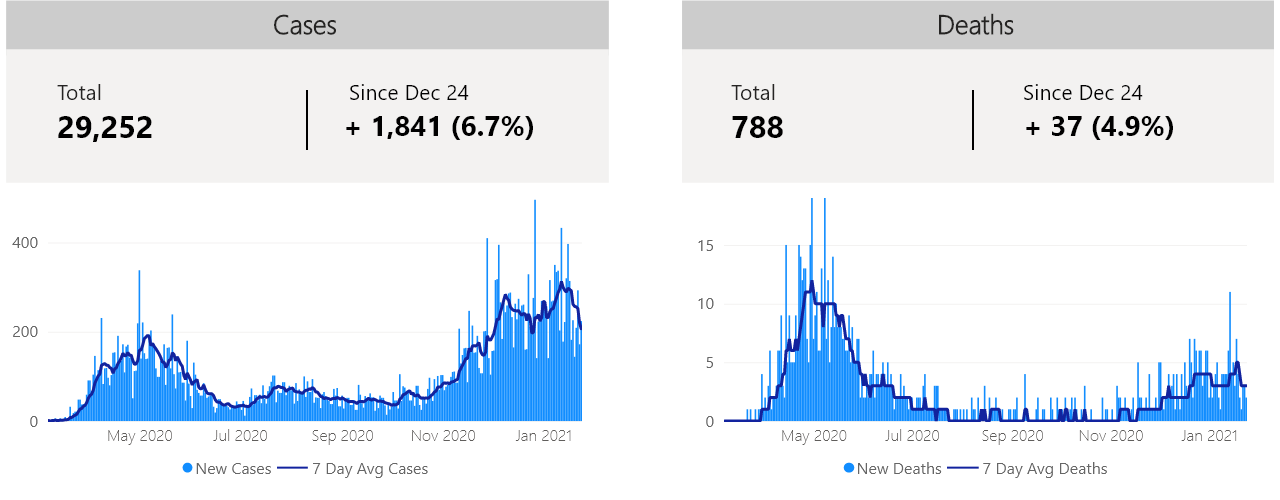 Cases
Total
29,252
Since Dec 24
+ 1,841 (6.7%)
400
200
0
May 2020 Jul 2020 Sep 2020 Nov 2020 Jan 2021
New Cases 7 Day Avg Cases
Deaths
Total
788
Since Dec 24
+ 37 (4.9%)
15
10
5
0
May 2020 Jul 2020 Sep 2020 Nov 2020 Jan 2021
New Deaths 7 Day Avg Deaths